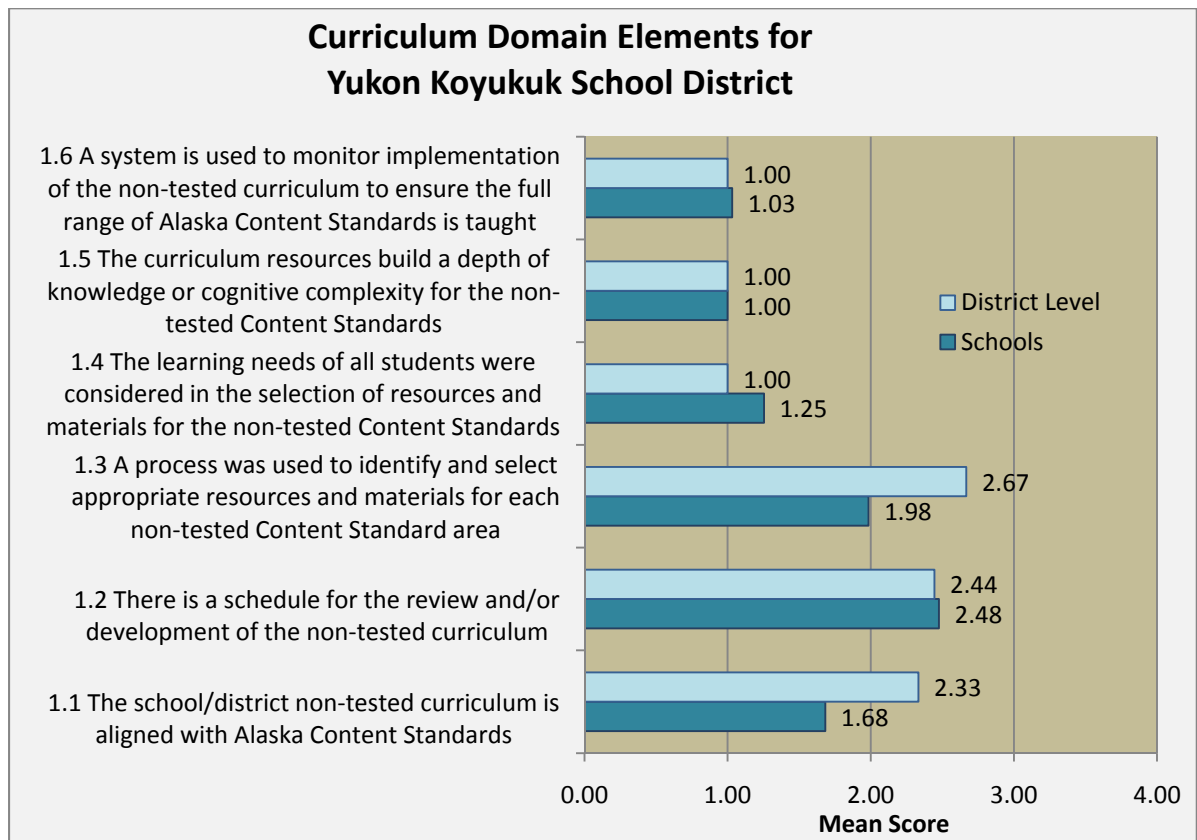 Curriculum Domain Elements for
Yukon Koyukuk School District
1.6 A system is used to monitor implementation
of the non-tested curriculum to ensure the full
range of Alaska Content Standards is taught
1.00
1.03
1.5 The curriculum resources build a depth of
knowledge or cognitive complexity for the non-
tested Content Standards
1.00
1.00
District Level
Schools
1.4 The learning needs of all students were
considered in the selection of resources and
materials for the non-tested Content Standards
1.00
1.25
1.3 A process was used to identify and select
appropriate resources and materials for each
non-tested Content Standard area
2.67
1.98
1.2 There is a schedule for the review and/or
development of the non-tested curriculum
2.44
2.48
1.1 The school/district non-tested curriculum is
aligned with Alaska Content Standards
2.33
1.68
0.00 1.00 2.00 3.00 4.00
Mean Score